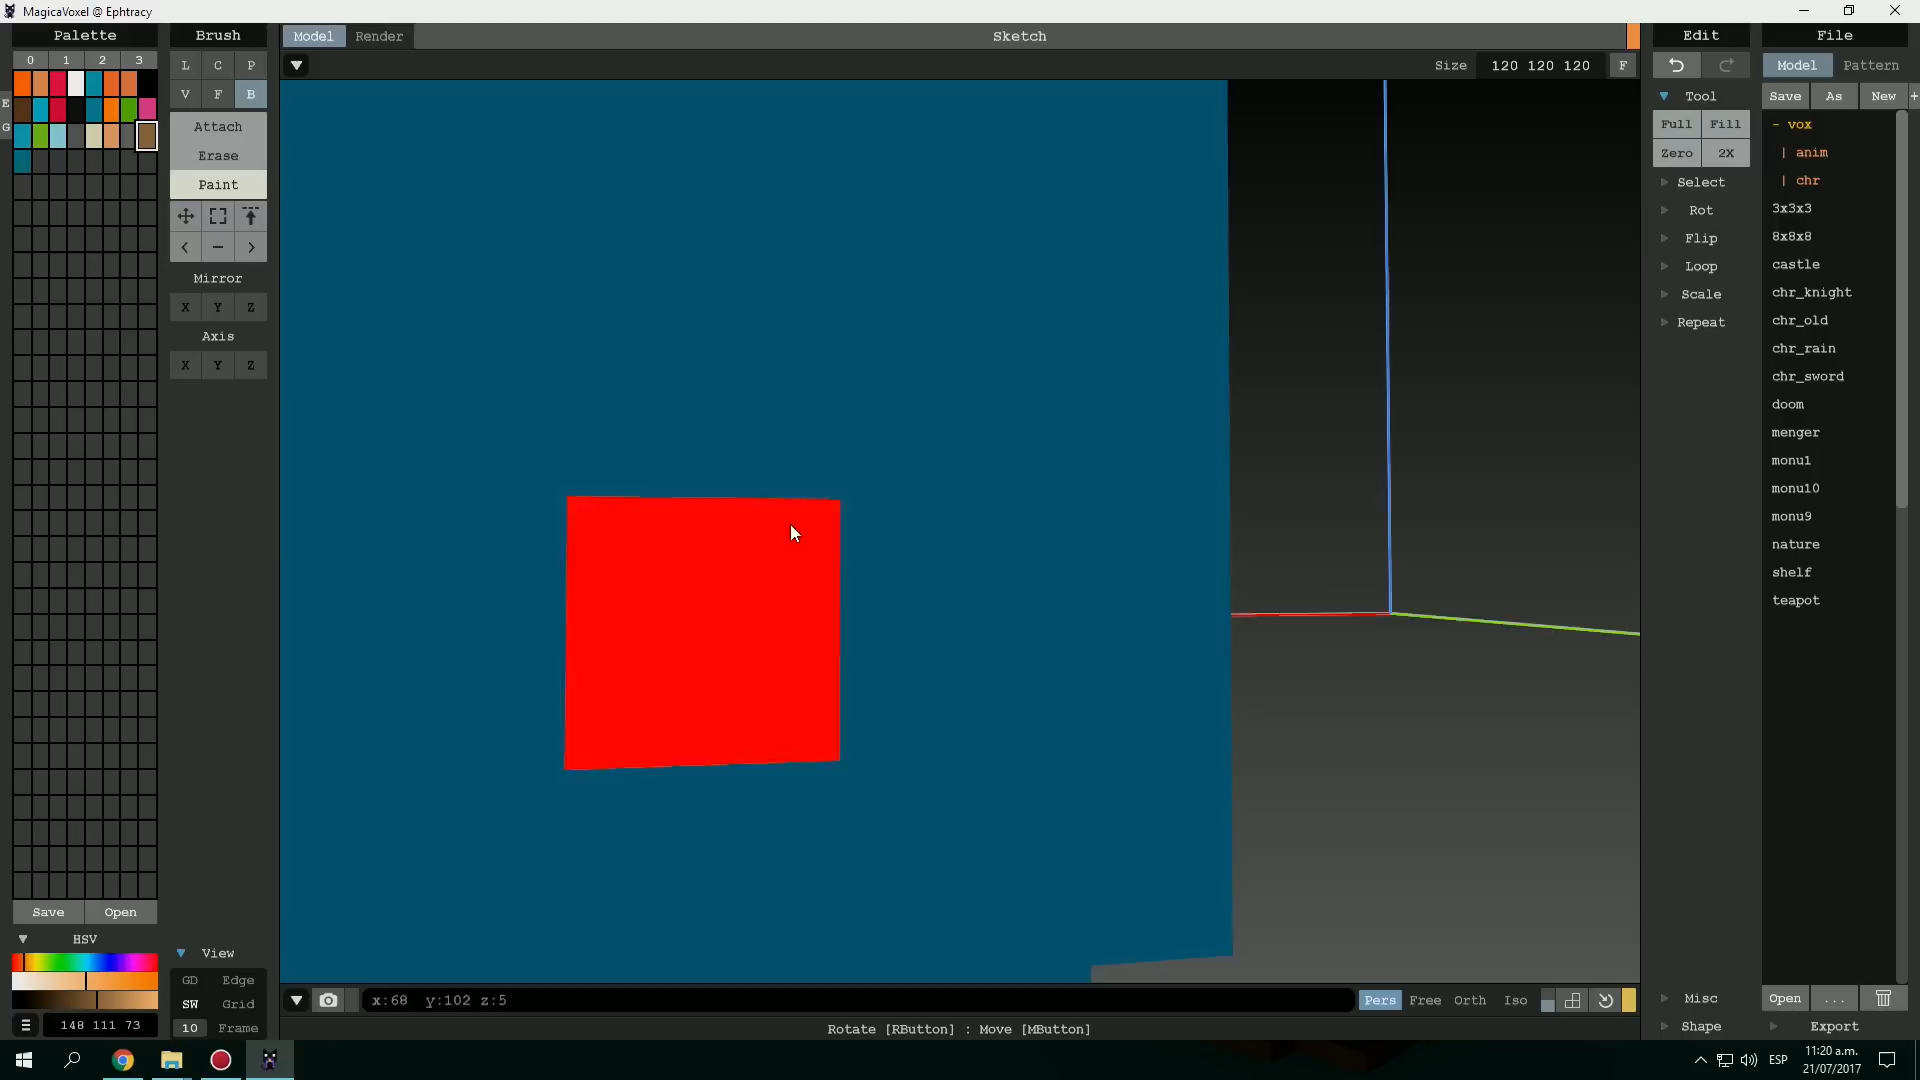 MagicaVoxel @ Ephtracy
Palette
0 1 2 3
E
G
Save Open
HSV
148 111 73
Brush
L C P
V F B
Attach
Erase
Paint
< − >
Mirror
X Y Z
Axis
X Y Z
View
GD Edge
SW Grid
10 Frame
Model Render Sketch
Size 120 120 120 F
x:68 y:102 z:5
Pers Free Orth Iso
Rotate [RButton] : Move [MButton]
Edit
Tool
Full Fill
Zero 2X
Select
Rot
Flip
Loop
Scale
Repeat
Misc
Shape
File
Model Pattern
Save As New +
- vox
| anim
| chr
3x3x3
8x8x8
castle
chr_knight
chr_old
chr_rain
chr_sword
doom
menger
monu1
monu10
monu9
nature
shelf
teapot
Open ...
Export
ESP
11:20 a.m.
21/07/2017